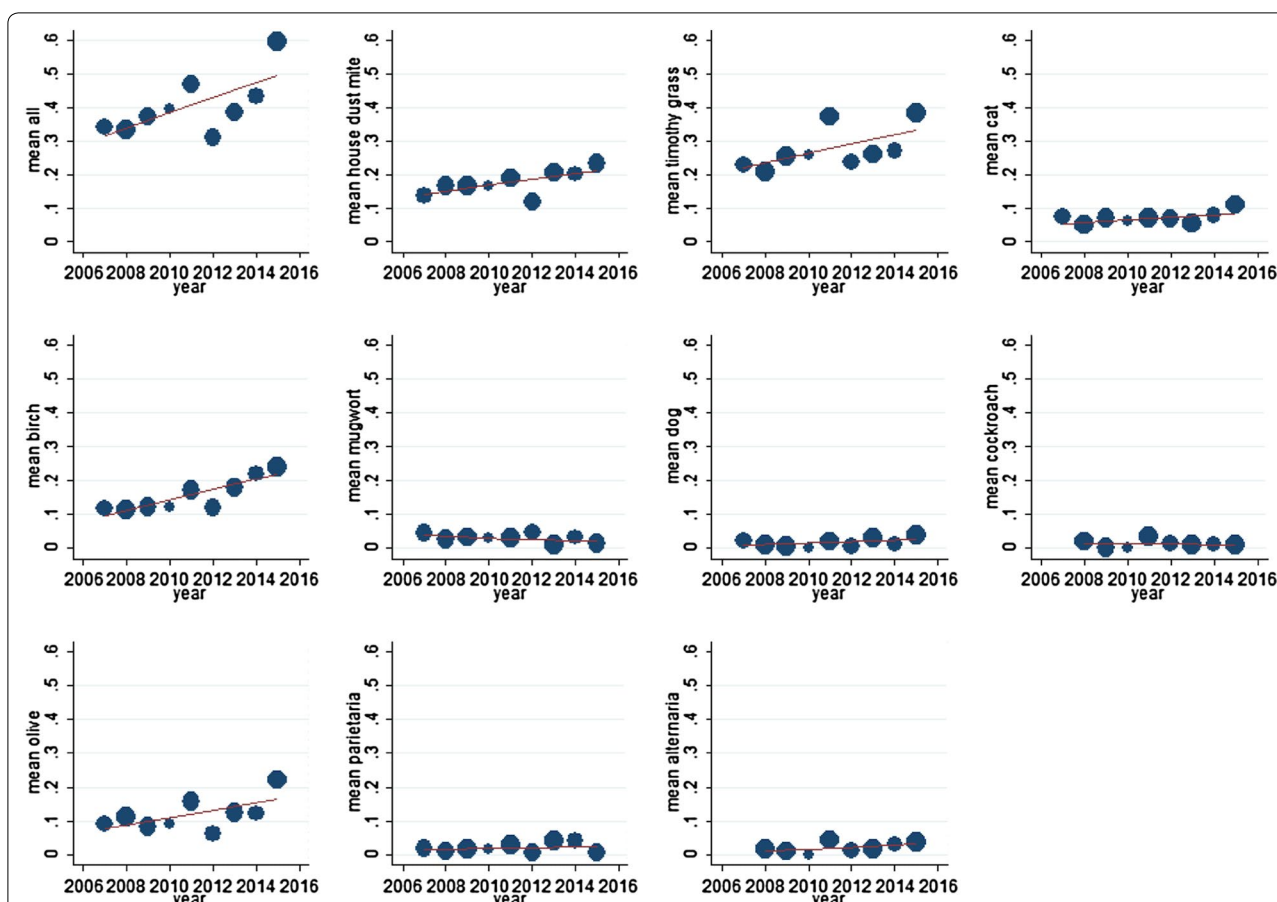 mean all
.6
.5
.4
.3
.2
.1
0
2006 2008 2010 2012 2014 2016
year
mean house dust mite
.6
.5
.4
.3
.2
.1
0
2006 2008 2010 2012 2014 2016
year
mean timothy grass
.6
.5
.4
.3
.2
.1
0
2006 2008 2010 2012 2014 2016
year
mean cat
.6
.5
.4
.3
.2
.1
0
2006 2008 2010 2012 2014 2016
year
mean birch
.6
.5
.4
.3
.2
.1
0
2006 2008 2010 2012 2014 2016
year
mean mugwort
.6
.5
.4
.3
.2
.1
0
2006 2008 2010 2012 2014 2016
year
mean dog
.6
.5
.4
.3
.2
.1
0
2006 2008 2010 2012 2014 2016
year
mean cockroach
.6
.5
.4
.3
.2
.1
0
2006 2008 2010 2012 2014 2016
year
mean olive
.6
.5
.4
.3
.2
.1
0
2006 2008 2010 2012 2014 2016
year
mean parietaria
.6
.5
.4
.3
.2
.1
0
2006 2008 2010 2012 2014 2016
year
mean alternaria
.6
.5
.4
.3
.2
.1
0
2006 2008 2010 2012 2014 2016
year